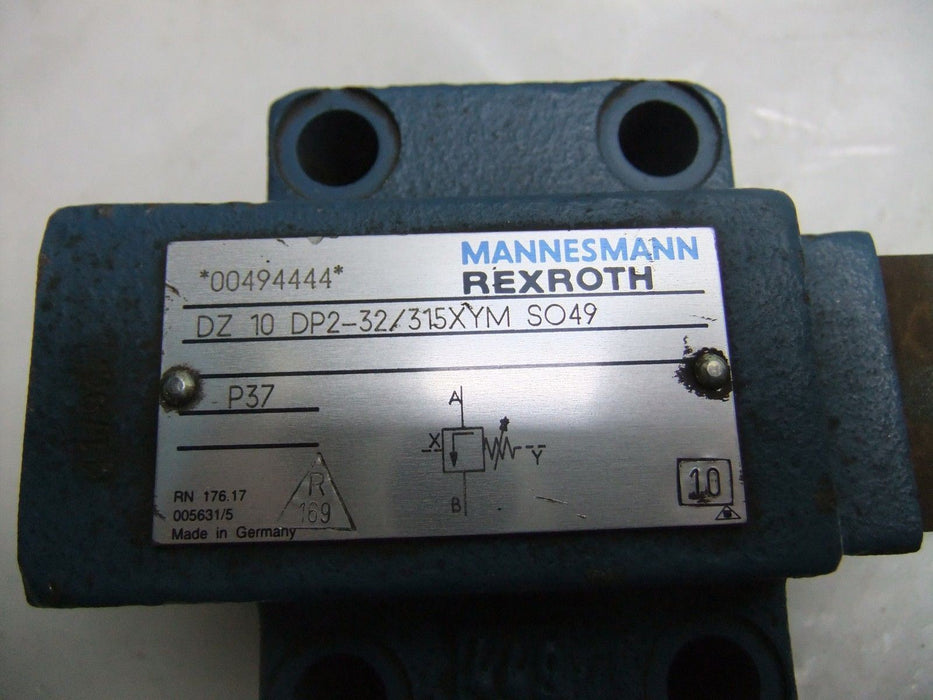 *00494444*
MANNESMANN
REXROTH
DZ 10 DP2-32/315XYM SO49
P37
A
X
Y
B
R
169
10
RN 176.17
005631/5
Made in Germany